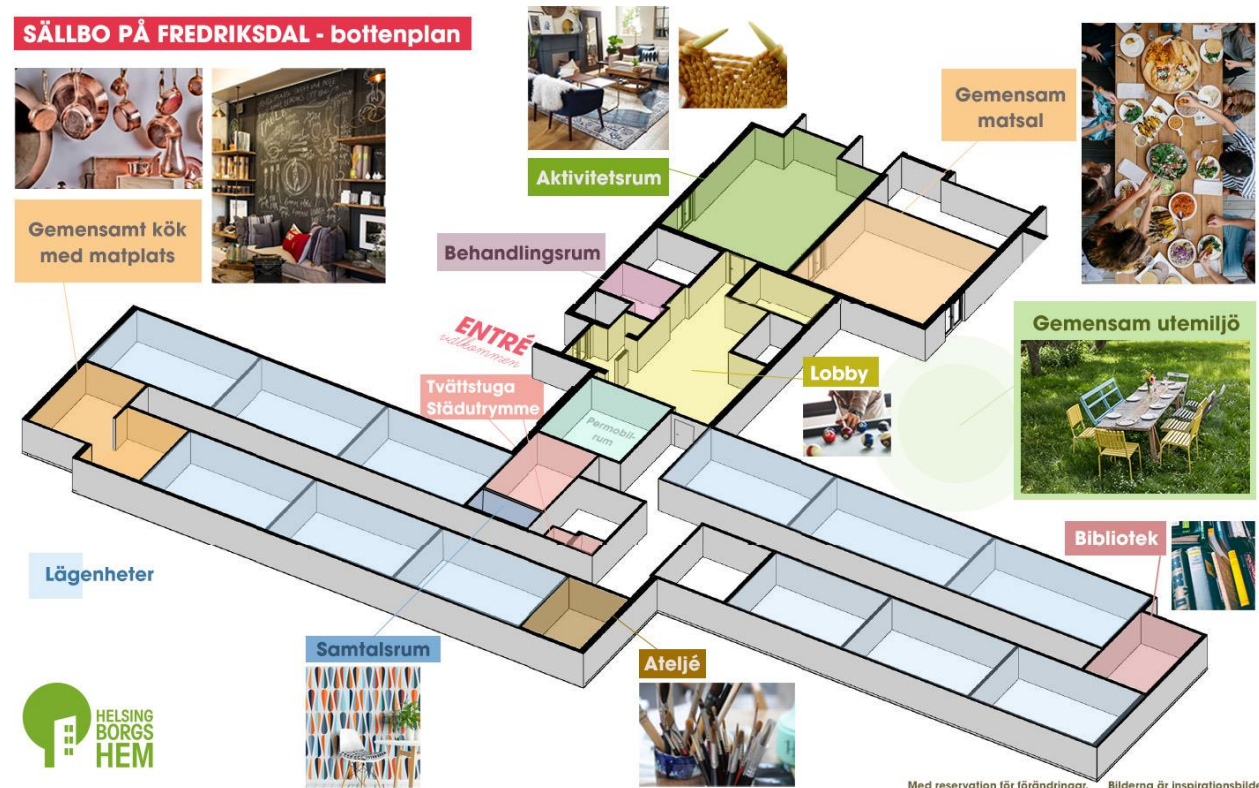 SÄLLBO PÅ FREDRIKSDAL - bottenplan
Gemensam
matsal
Aktivitetsrum
Gemensamt kök
med matplats
Behandlingsrum
ENTRÉ
välkommen
Gemensam utemiljö
Lobby
Tvättstuga
Städutrymme
Permobil-
rum
Bibliotek
Lägenheter
Samtalsrum
Ateljé
HELSING
BORGS
HEM
Med reservation för förändringar. Bilderna är inspirationsbilde